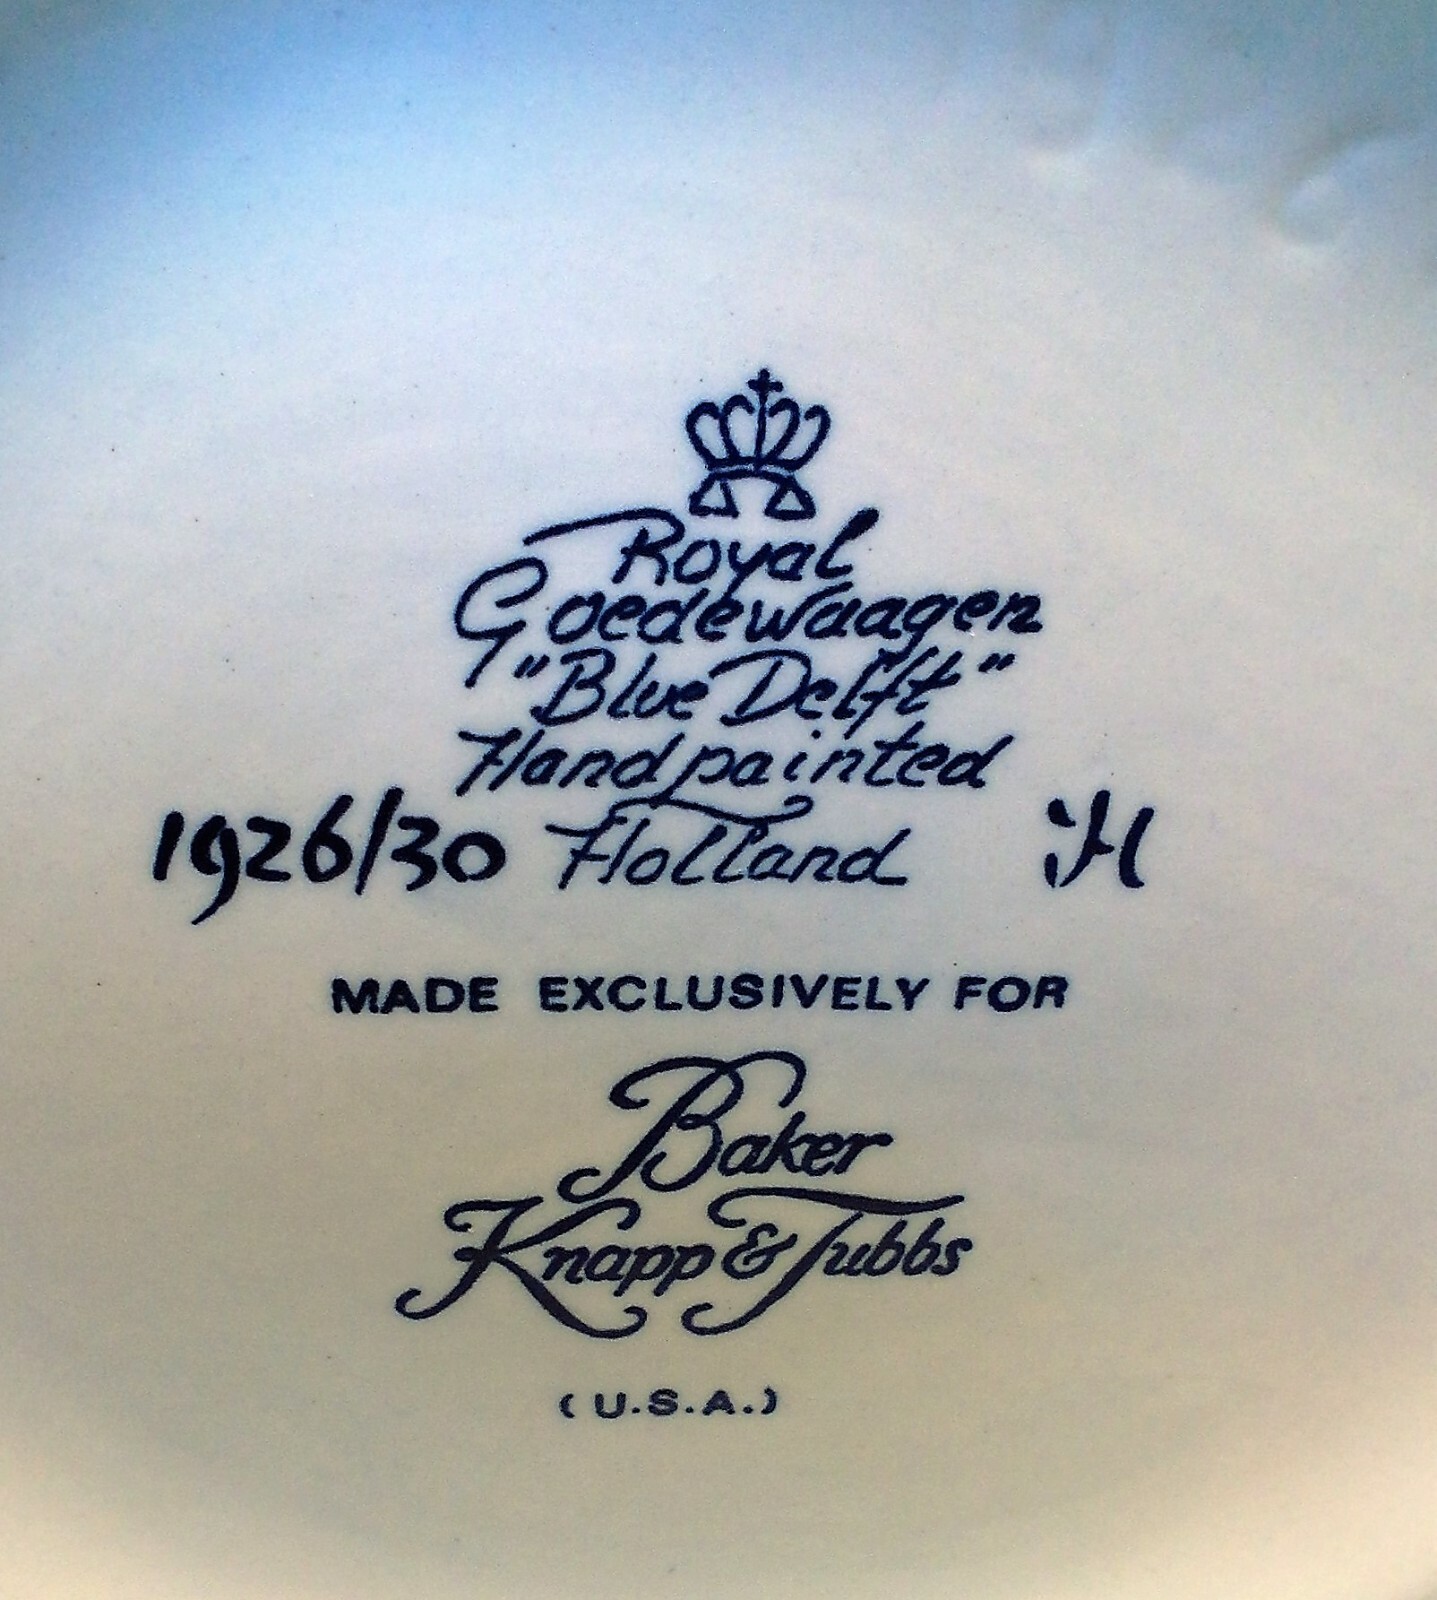 Royal
Goedewaagen
"Blue Delft"
Handpainted
1926/30 Holland H
MADE EXCLUSIVELY FOR
Baker
Knapp & Tubbs
(U.S.A.)